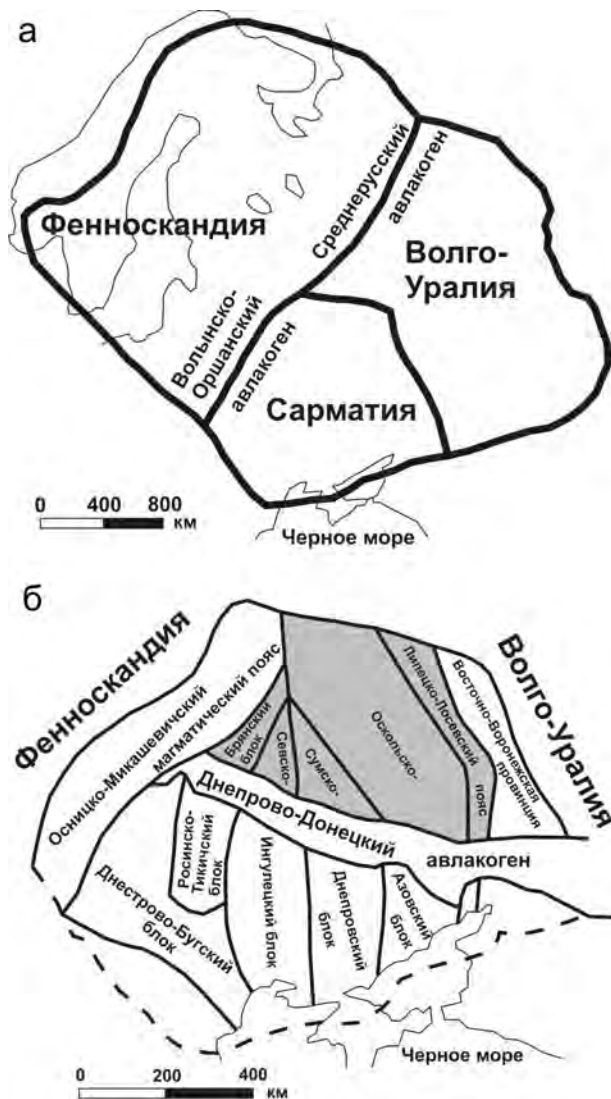 а
Фенноскандия
Среднерусский
авлакоген
Волго-
Уралия
Волынско-
Оршанский
авлакоген
Сарматия
0 400 800
км
Черное море
б
Фенноскандия
Волго-Уралия
Осницко-Микашевичский
магматический пояс
Брянский
блок
Севско-
Сумско-
Оскольско-
Липецко-Лосевский
пояс
Восточно-Воронежская
провинция
Днепрово-Донецкий
авлакоген
Росинско-
Тикичский
блок
Днестрово-Бугский
блок
Ингулецкий блок
Днепровский
блок
Азовский
блок
Черное море
0 200 400
км